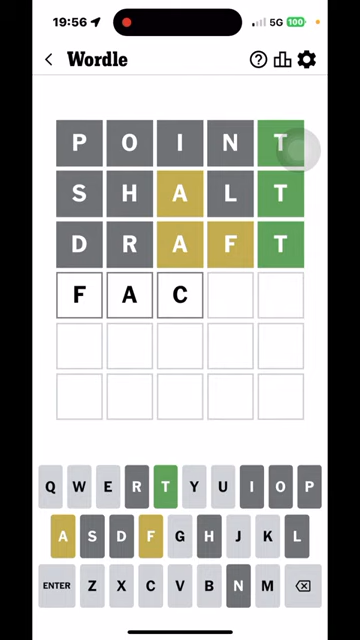 19:56 5G 100
Wordle
P O I N T
S H A L T
D R A F T
F A C
Q W E R T Y U I O P
A S D F G H J K L
ENTER Z X C V B N M